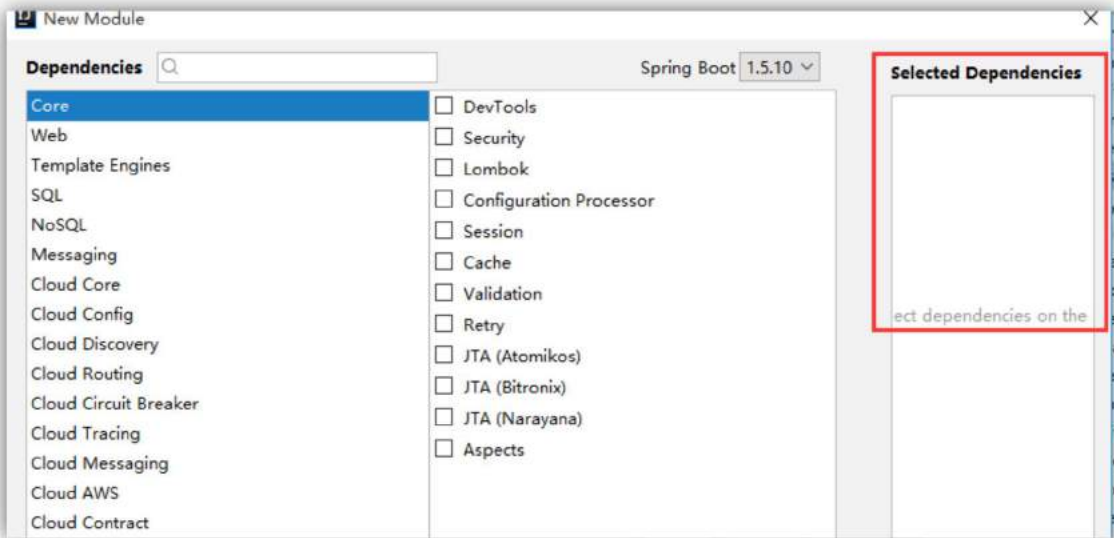 New Module
Dependencies
Spring Boot 1.5.10
Selected Dependencies
Core
Web
Template Engines
SQL
NoSQL
Messaging
Cloud Core
Cloud Config
Cloud Discovery
Cloud Routing
Cloud Circuit Breaker
Cloud Tracing
Cloud Messaging
Cloud AWS
Cloud Contract
DevTools
Security
Lombok
Configuration Processor
Session
Cache
Validation
Retry
JTA (Atomikos)
JTA (Bitronix)
JTA (Narayana)
Aspects
ect dependencies on the